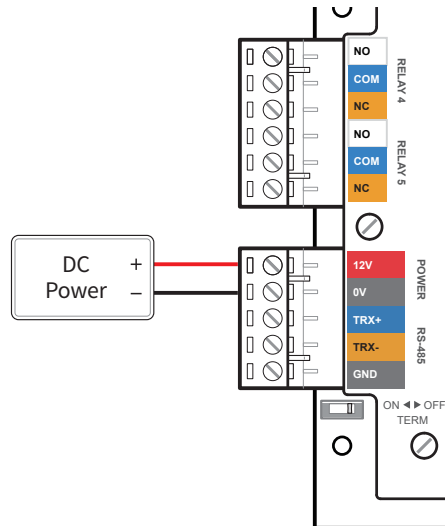 NO
COM
NC
RELAY 4
NO
COM
NC
RELAY 5
DC Power
+
–
12V
0V
POWER
TRX+
TRX-
GND
RS-485
ON ◄ ► OFF
TERM